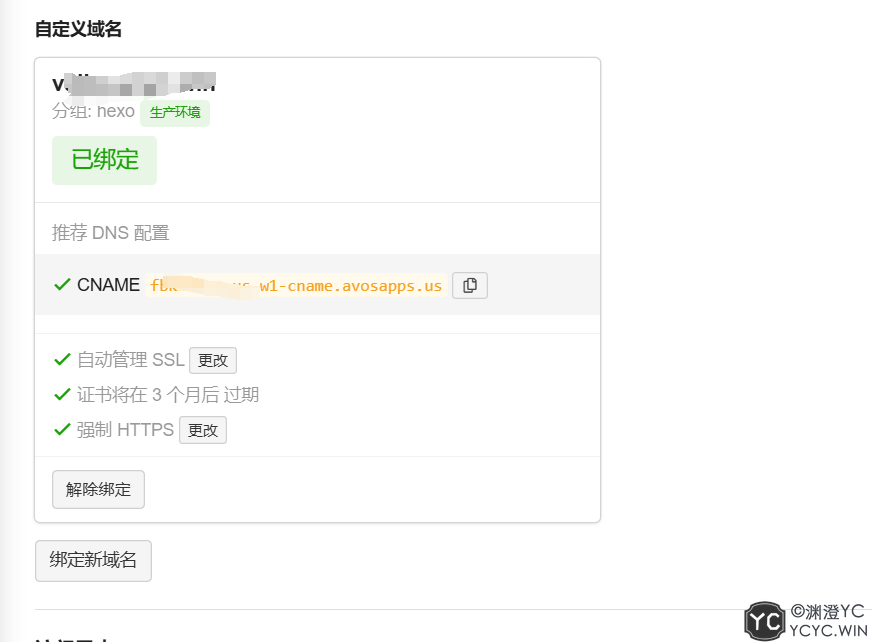 自定义域名
分组: hexo 生产环境
已绑定
推荐 DNS 配置
CNAME w1-cname.avosapps.us
自动管理 SSL 更改
证书将在 3 个月后 过期
强制 HTTPS 更改
解除绑定
绑定新域名
YC ©渊澄YC
YCYC.WIN